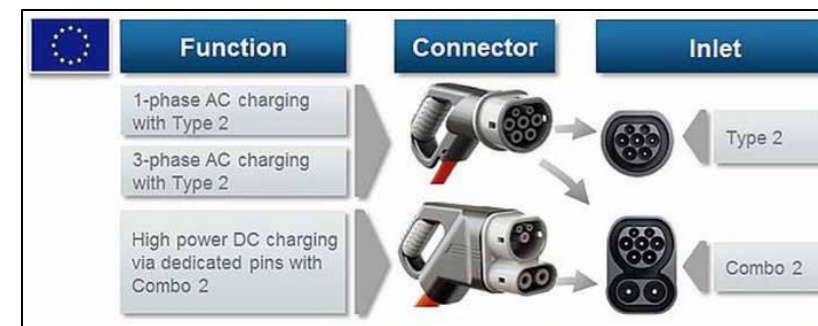 Function
Connector
Inlet
1-phase AC charging
with Type 2
3-phase AC charging
with Type 2
Type 2
High power DC charging
via dedicated pins with
Combo 2
Combo 2